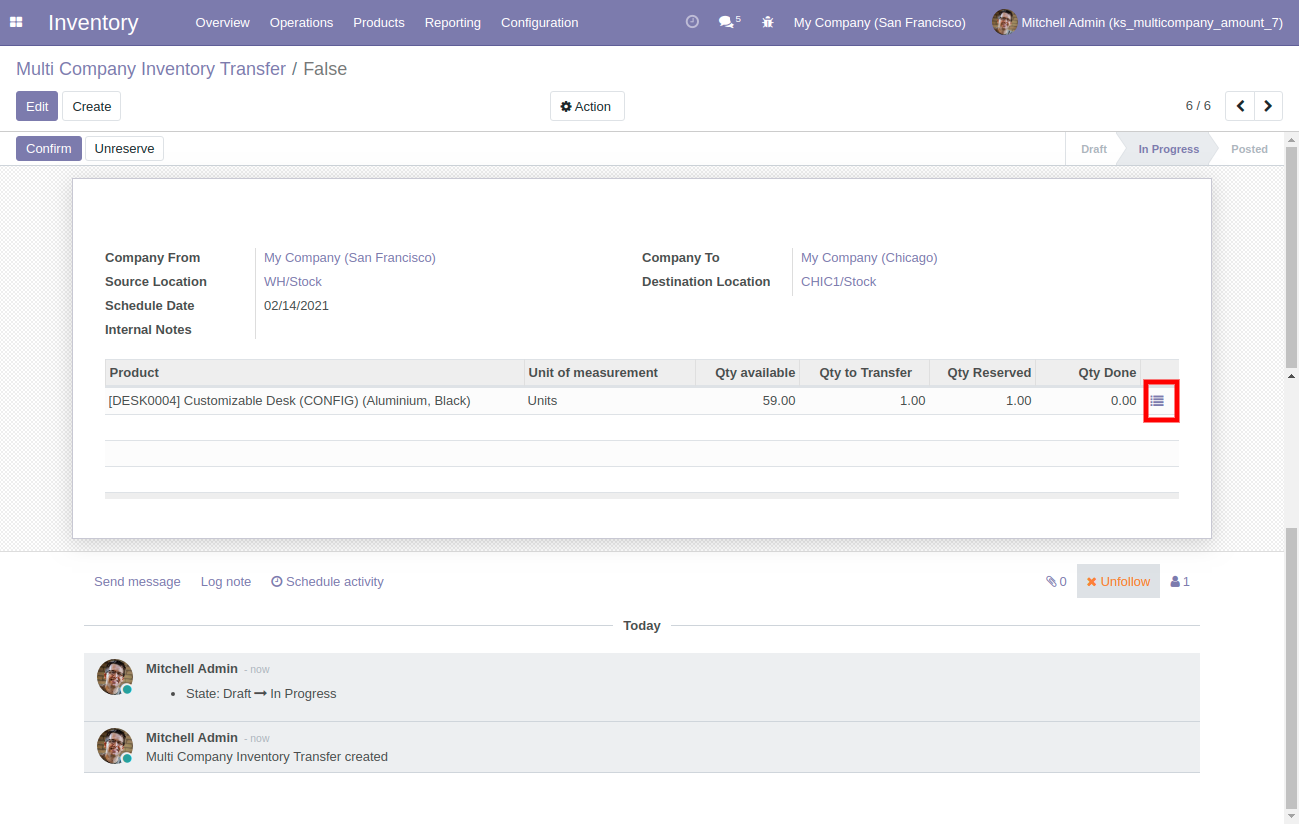 Inventory Overview Operations Products Reporting Configuration 5 My Company (San Francisco) Mitchell Admin (ks_multicompany_amount_7)
Multi Company Inventory Transfer / False
Edit Create Action 6 / 6
Confirm Unreserve Draft In Progress Posted
Company From My Company (San Francisco) Company To My Company (Chicago)
Source Location WH/Stock Destination Location CHIC1/Stock
Schedule Date 02/14/2021
Internal Notes
Product Unit of measurement Qty available Qty to Transfer Qty Reserved Qty Done
[DESK0004] Customizable Desk (CONFIG) (Aluminium, Black) Units 59.00 1.00 1.00 0.00
Send message Log note Schedule activity 0 Unfollow 1
Today
Mitchell Admin - now
• State: Draft → In Progress
Mitchell Admin - now
Multi Company Inventory Transfer created